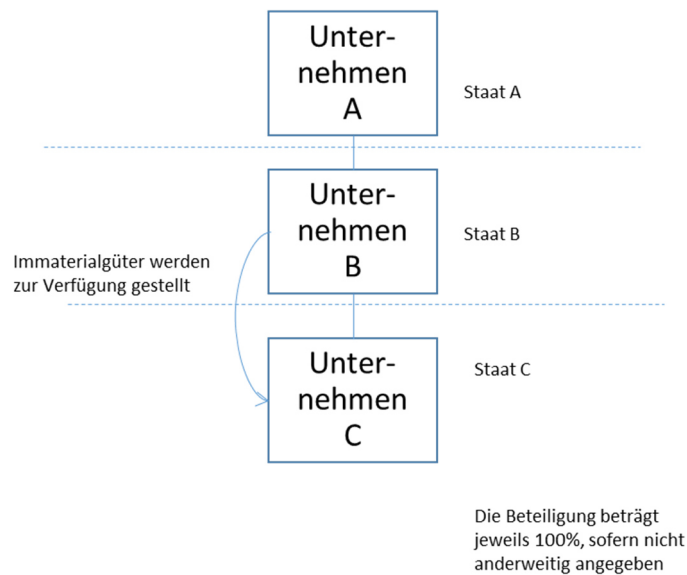 Unter-
nehmen
A
Staat A
Unter-
nehmen
B
Staat B
Immaterialgüter werden
zur Verfügung gestellt
Unter-
nehmen
C
Staat C
Die Beteiligung beträgt
jeweils 100%, sofern nicht
anderweitig angegeben